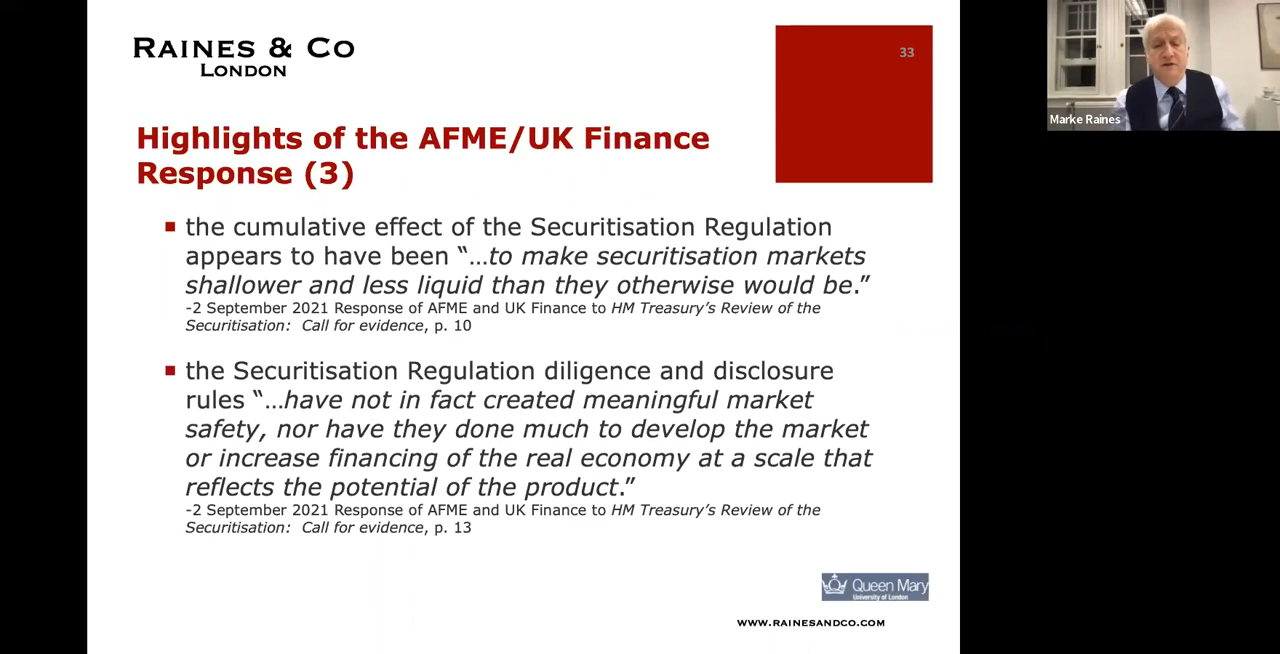 RAINES & CO
LONDON
33
Marke Raines
Highlights of the AFME/UK Finance
Response (3)
the cumulative effect of the Securitisation Regulation
appears to have been “…to make securitisation markets
shallower and less liquid than they otherwise would be.”
-2 September 2021 Response of AFME and UK Finance to HM Treasury’s Review of the
Securitisation: Call for evidence, p. 10
the Securitisation Regulation diligence and disclosure
rules “…have not in fact created meaningful market
safety, nor have they done much to develop the market
or increase financing of the real economy at a scale that
reflects the potential of the product.”
-2 September 2021 Response of AFME and UK Finance to HM Treasury’s Review of the
Securitisation: Call for evidence, p. 13
Queen Mary
University of London
WWW.RAINESANDCO.COM